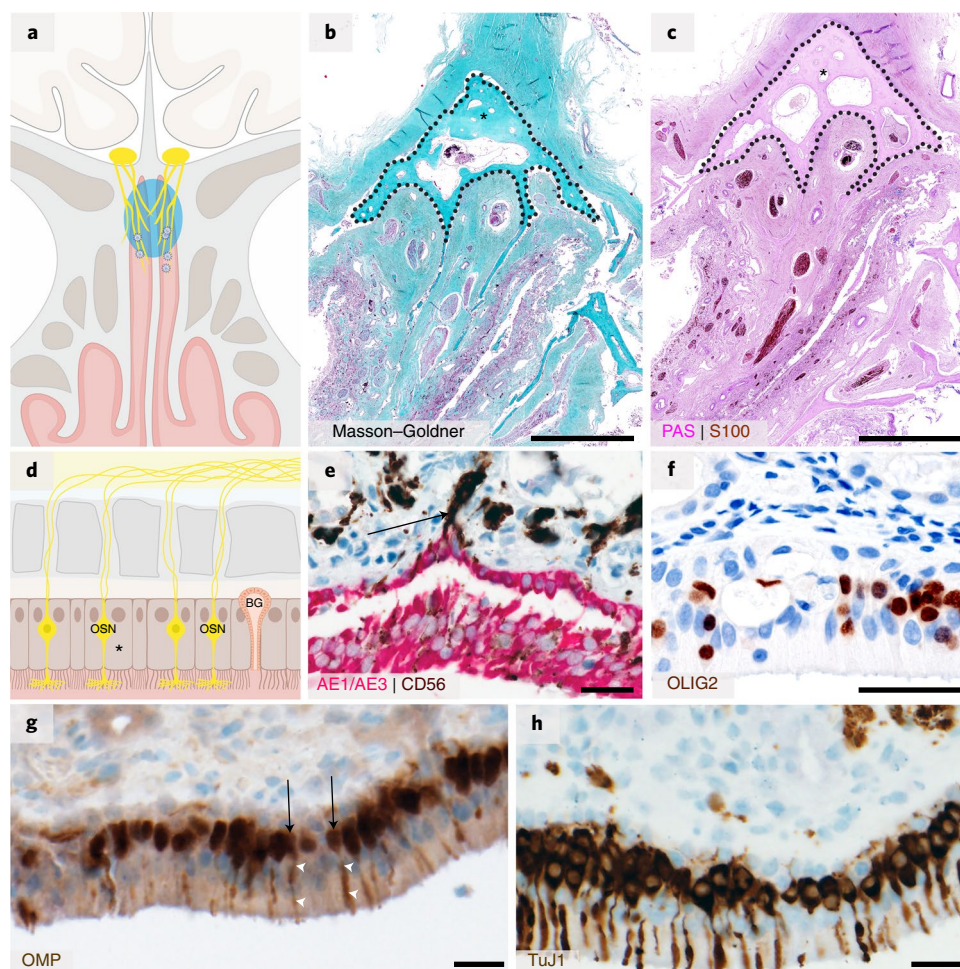 a
b
*
Masson–Goldner
c
*
PAS | S100
d
OSN
OSN
*
BG
e
AE1/AE3 | CD56
f
OLIG2
g
OMP
h
TuJ1